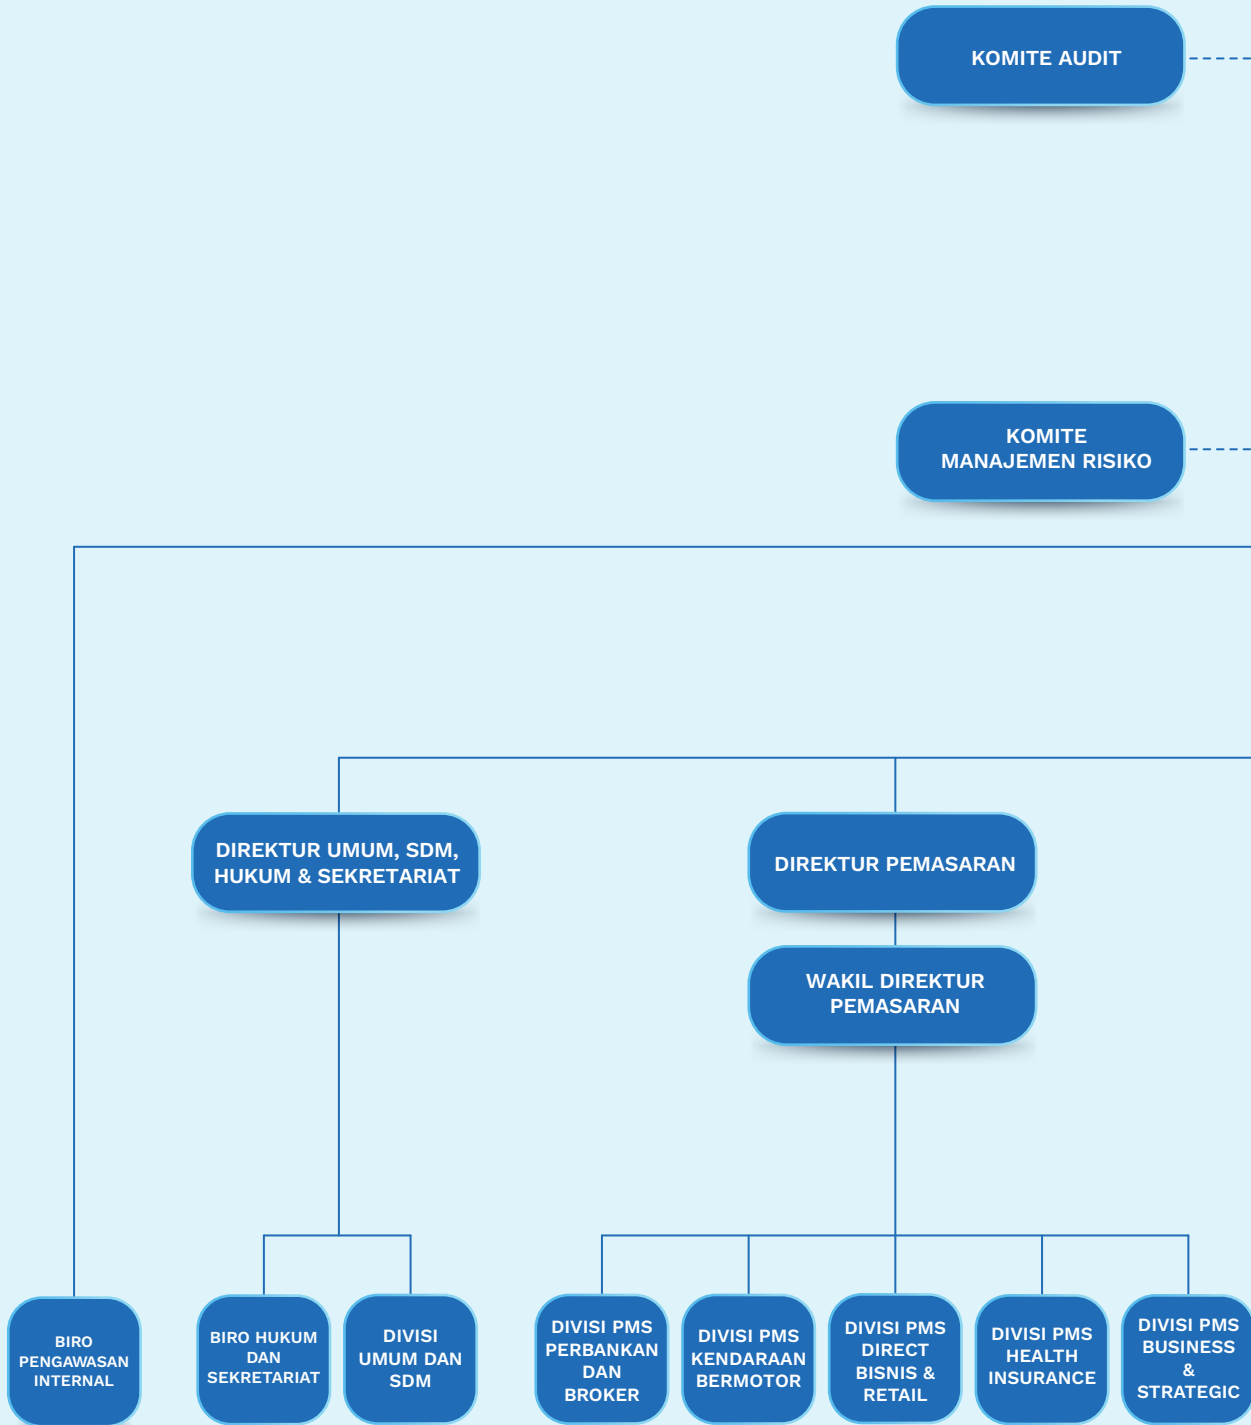 KOMITE AUDIT
KOMITE
MANAJEMEN RISIKO
DIREKTUR UMUM, SDM,
HUKUM & SEKRETARIAT
DIREKTUR PEMASARAN
WAKIL DIREKTUR
PEMASARAN
BIRO
PENGAWASAN
INTERNAL
BIRO HUKUM
DAN
SEKRETARIAT
DIVISI
UMUM DAN
SDM
DIVISI PMS
PERBANKAN
DAN
BROKER
DIVISI PMS
KENDARAAN
BERMOTOR
DIVISI PMS
DIRECT
BISNIS &
RETAIL
DIVISI PMS
HEALTH
INSURANCE
DIVISI PMS
BUSINESS
&
STRATEGIC